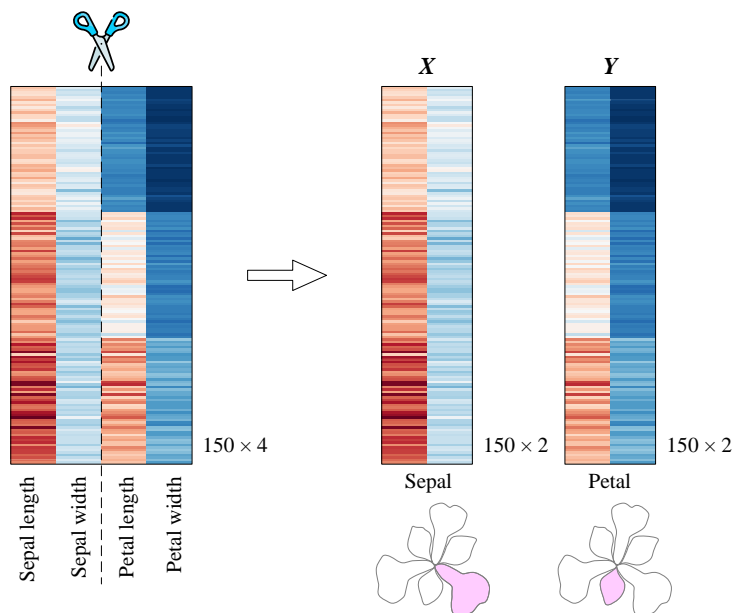 X
Y
150 × 4
150 × 2
150 × 2
Sepal length
Sepal width
Petal length
Petal width
Sepal
Petal